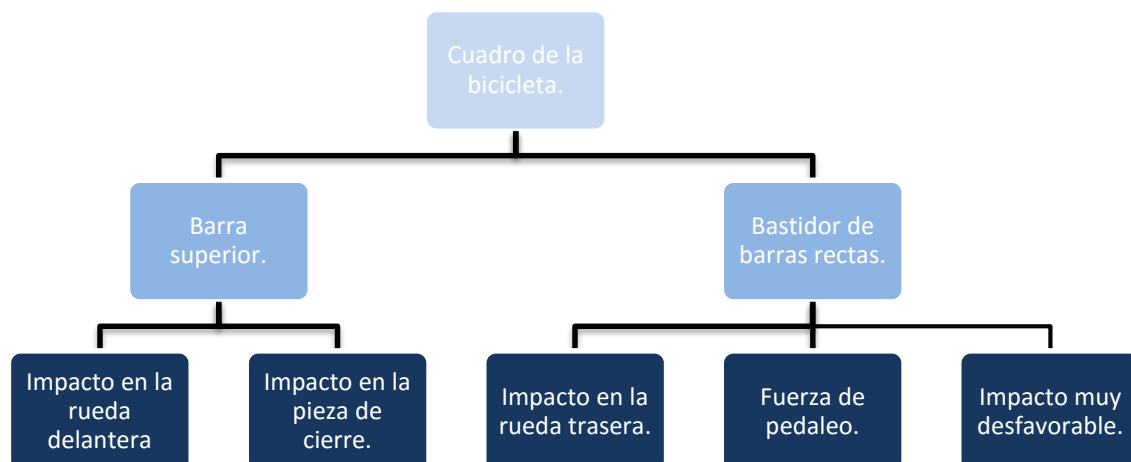 Cuadro de la
bicicleta.
Barra
superior.
Bastidor de
barras rectas.
Impacto en la
rueda
delantera
Impacto en la
pieza de
cierre.
Impacto en la
rueda trasera.
Fuerza de
pedaleo.
Impacto muy
desfavorable.